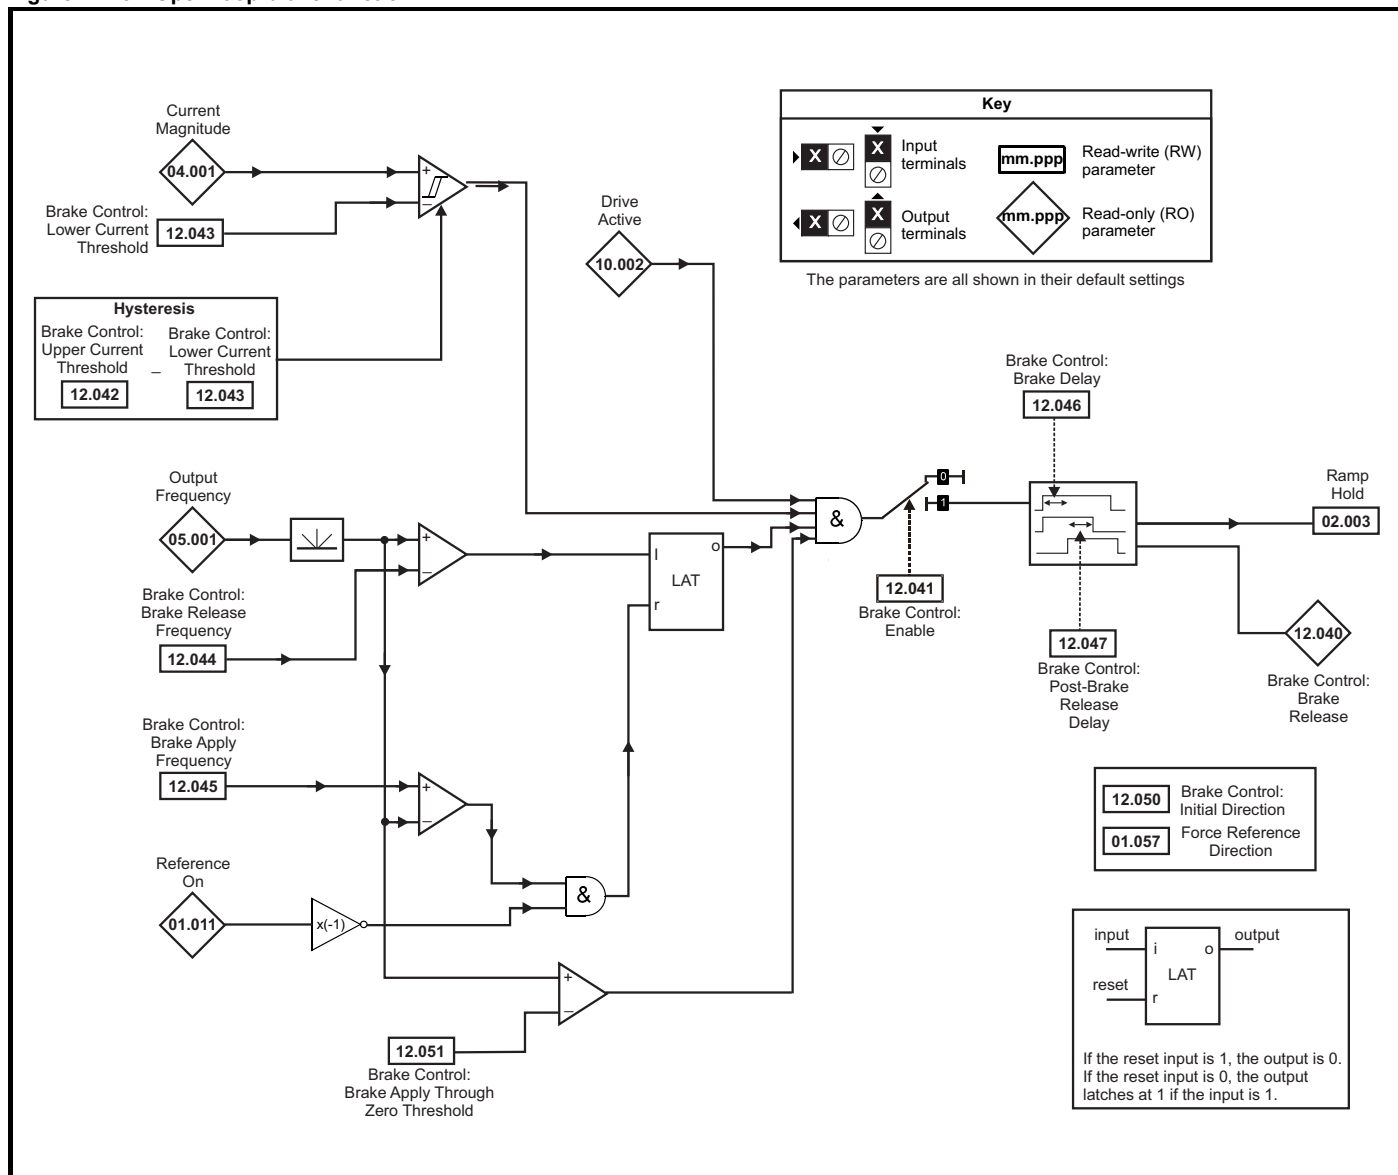 Current
Magnitude
04.001
+
–
Brake Control:
Lower Current
Threshold
12.043
Hysteresis
Brake Control:
Upper Current
Threshold
12.042
–
Brake Control:
Lower Current
Threshold
12.043
Drive
Active
10.002
Key
X
X
Input
terminals
mm.ppp
Read-write (RW)
parameter
X
X
Output
terminals
mm.ppp
Read-only (RO)
parameter
The parameters are all shown in their default settings
Output
Frequency
05.001
+
–
Brake Control:
Brake Release
Frequency
12.044
I
o
LAT
r
&
0
1
12.041
Brake Control:
Enable
Brake Control:
Brake Delay
12.046
12.047
Brake Control:
Post-Brake
Release
Delay
Ramp
Hold
02.003
12.040
Brake Control:
Brake
Release
Brake Control:
Brake Apply
Frequency
12.045
+
–
Reference
On
01.011
x(-1)
&
+
–
12.051
Brake Control:
Brake Apply Through
Zero Threshold
12.050
Brake Control:
Initial Direction
01.057
Force Reference
Direction
input
i
o
output
LAT
reset
r
If the reset input is 1, the output is 0.
If the reset input is 0, the output
latches at 1 if the input is 1.